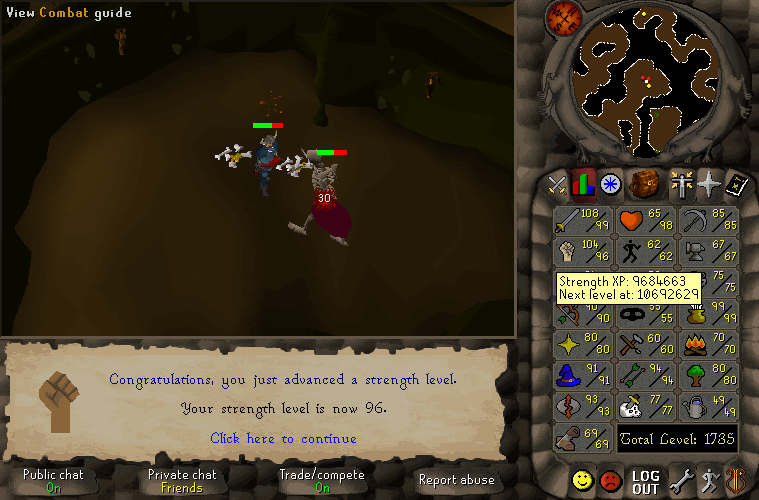 View Combat guide
30
108/99 65/98 85/85
104/96 62/62 67/67
Strength XP: 9684663
Next level at: 10692629
75
90/90 55/55 99/99
80/80 60/60 70/70
91/91 94/94 80/80
93/93 77/77 49/49
69/69 Total Level: 1785
Congratulations, you just advanced a strength level.
Your strength level is now 96.
Click here to continue
Public chat
On
Private chat
Friends
Trade/compete
On
Report abuse
LOG
OUT